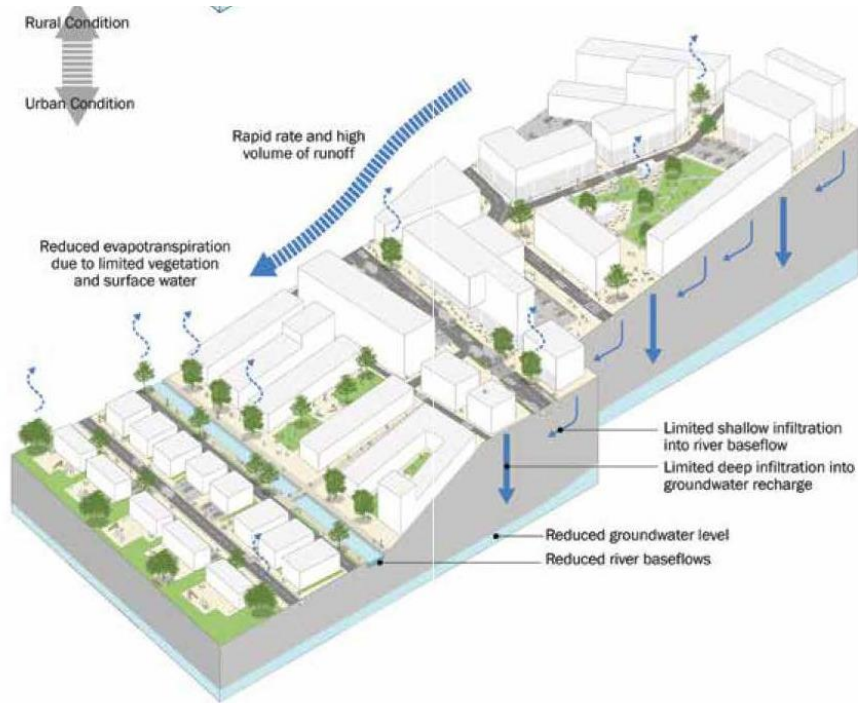 Rural Condition
Urban Condition
Rapid rate and high
volume of runoff
Reduced evapotranspiration
due to limited vegetation
and surface water
Limited shallow infiltration
into river baseflow
Limited deep infiltration into
groundwater recharge
Reduced groundwater level
Reduced river baseflows